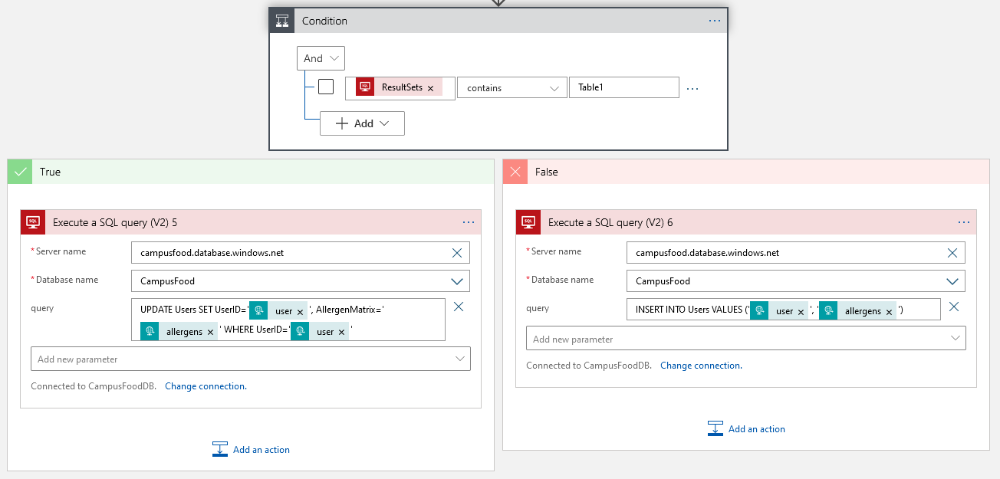 Condition
...
And
SQL ResultSets × contains Table1 ...
+ Add
True
SQL Execute a SQL query (V2) 5 ...
* Server name campusfood.database.windows.net
* Database name CampusFood
query UPDATE Users SET UserID=' user × ', AllergenMatrix='
allergens × ' WHERE UserID=' user × '
Add new parameter
Connected to CampusFoodDB. Change connection.
Add an action
False
SQL Execute a SQL query (V2) 6 ...
* Server name campusfood.database.windows.net
* Database name CampusFood
query INSERT INTO Users VALUES (' user × ', ' allergens × ')
Add new parameter
Connected to CampusFoodDB. Change connection.
Add an action